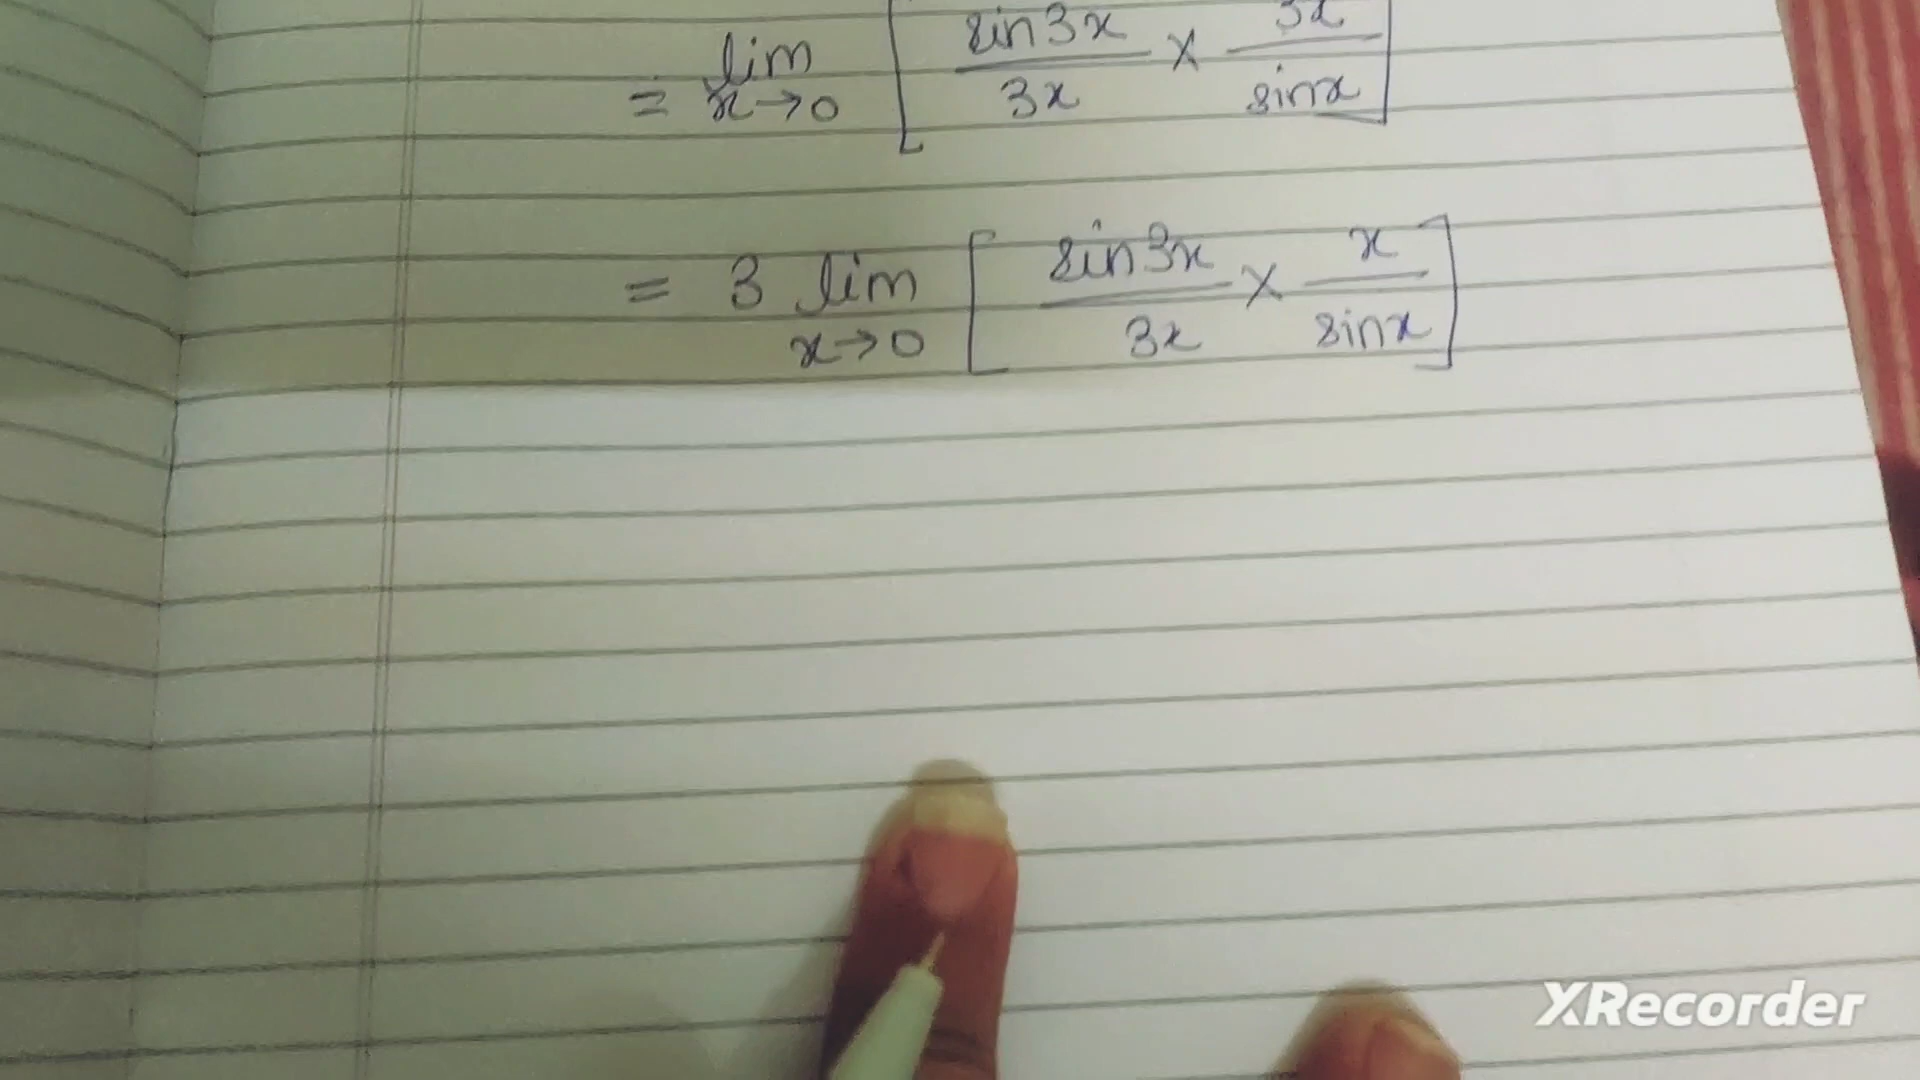 = lim x→0 [ sin3x / 3x × 3x / sinx ]
= 3 lim x→0 [ sin3x / 3x × x / sinx ]
XRecorder